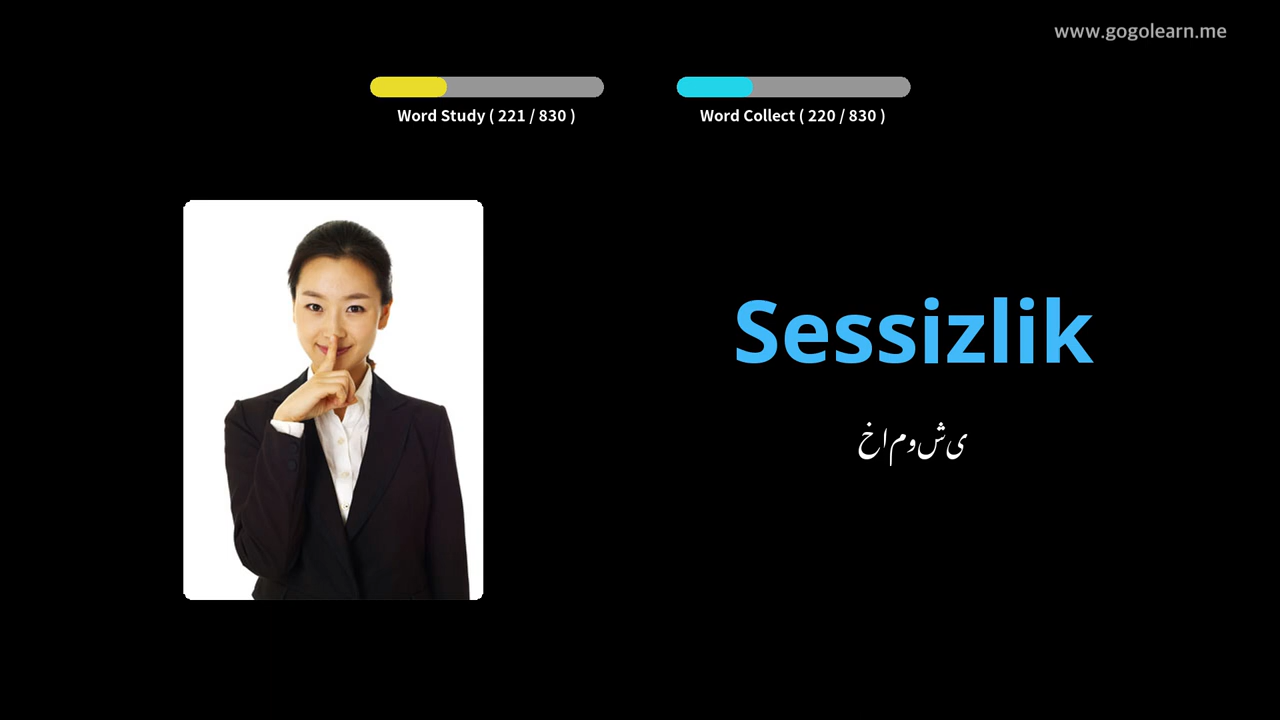 www.gogolearn.me
Word Study ( 221 / 830 )
Word Collect ( 220 / 830 )
Sessizlik
خاموشی